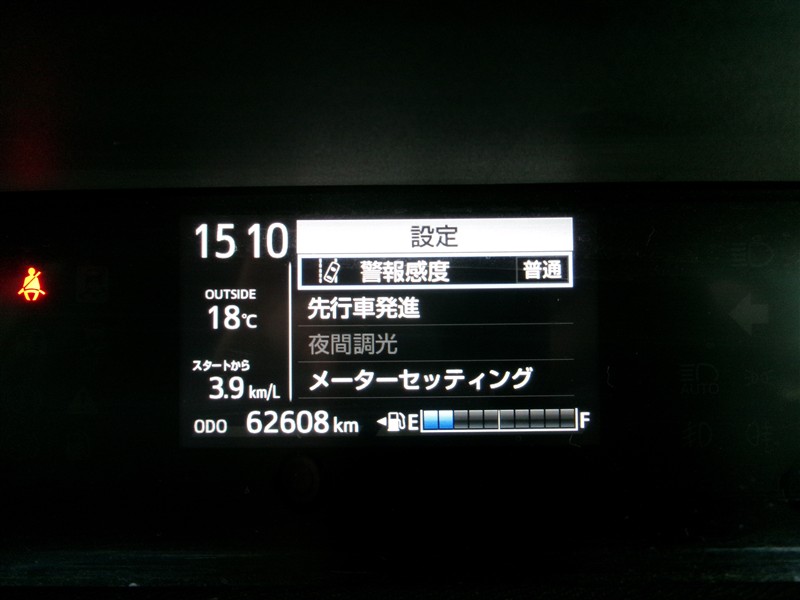 15 10
設定
警報感度 普通
OUTSIDE
18℃
先行車発進
夜間調光
スタートから
3.9 km/L
メーターセッティング
ODO 62608 km
E F